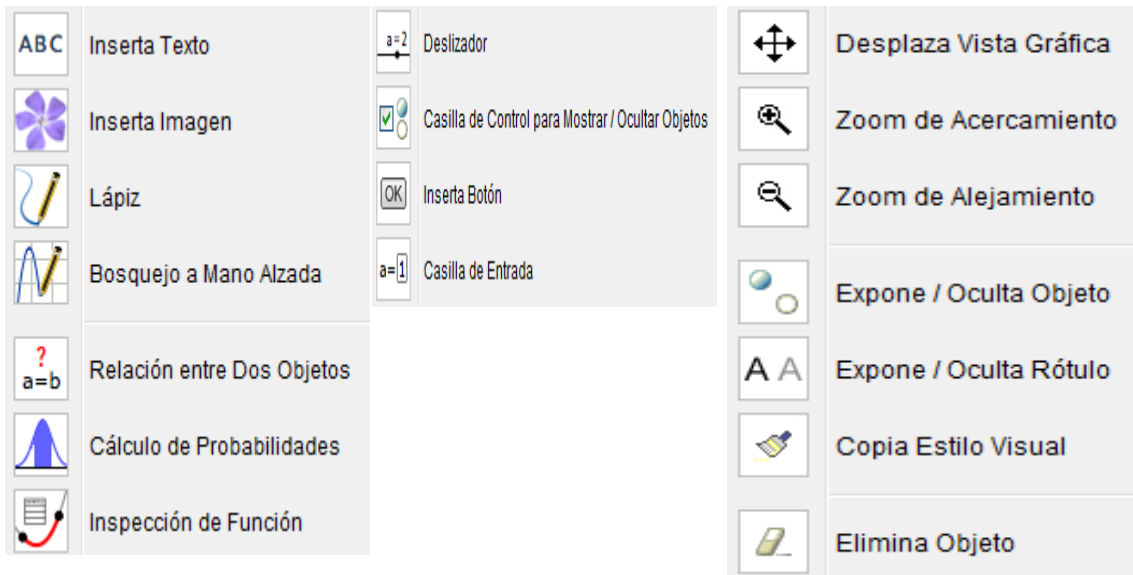 ABC Inserta Texto
Inserta Imagen
Lápiz
Bosquejo a Mano Alzada
? a=b Relación entre Dos Objetos
Cálculo de Probabilidades
Inspección de Función
a=2 Deslizador
Casilla de Control para Mostrar / Ocultar Objetos
OK Inserta Botón
a=1 Casilla de Entrada
Desplaza Vista Gráfica
Zoom de Acercamiento
Zoom de Alejamiento
Expone / Oculta Objeto
A A Expone / Oculta Rótulo
Copia Estilo Visual
Elimina Objeto